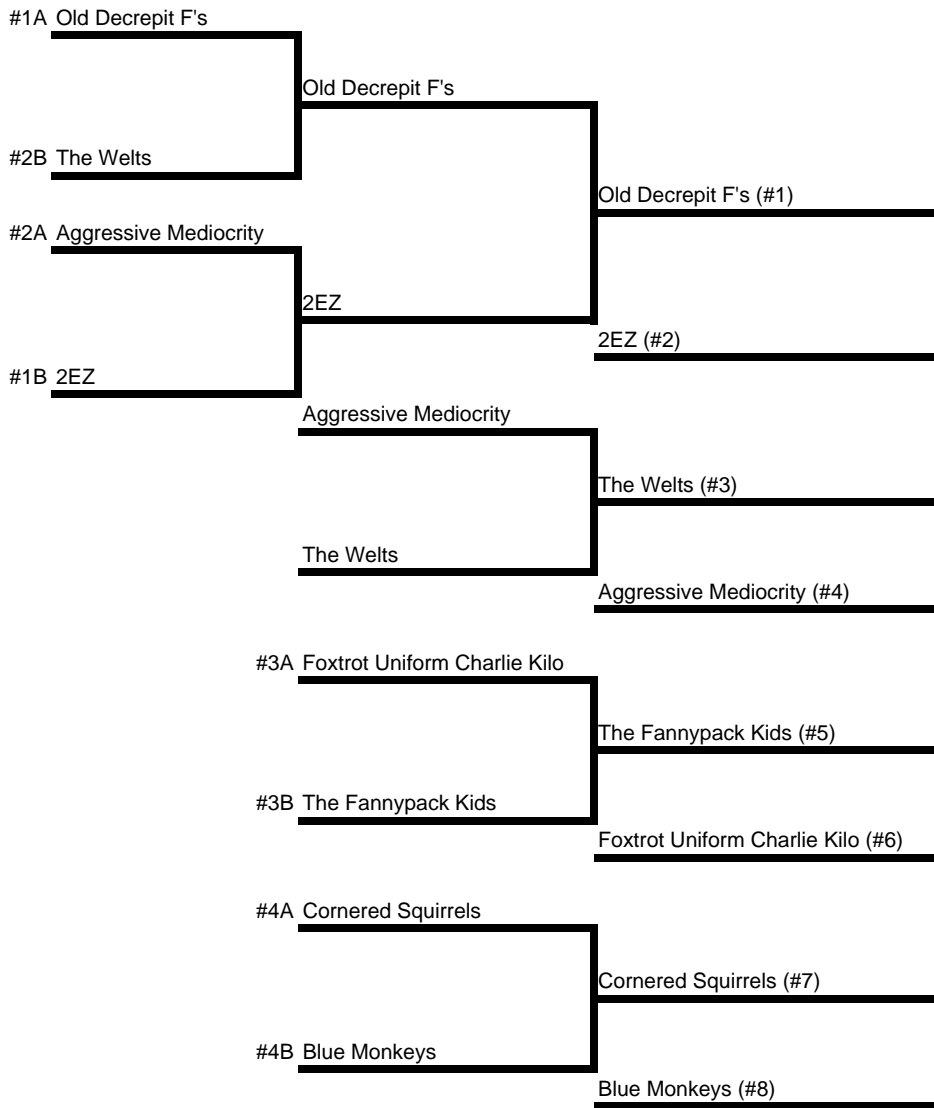 #1A Old Decrepit F's
Old Decrepit F's
#2B The Welts
Old Decrepit F's (#1)
#2A Aggressive Mediocrity
2EZ
2EZ (#2)
#1B 2EZ
Aggressive Mediocrity
The Welts (#3)
The Welts
Aggressive Mediocrity (#4)
#3A Foxtrot Uniform Charlie Kilo
The Fannypack Kids (#5)
#3B The Fannypack Kids
Foxtrot Uniform Charlie Kilo (#6)
#4A Cornered Squirrels
Cornered Squirrels (#7)
#4B Blue Monkeys
Blue Monkeys (#8)